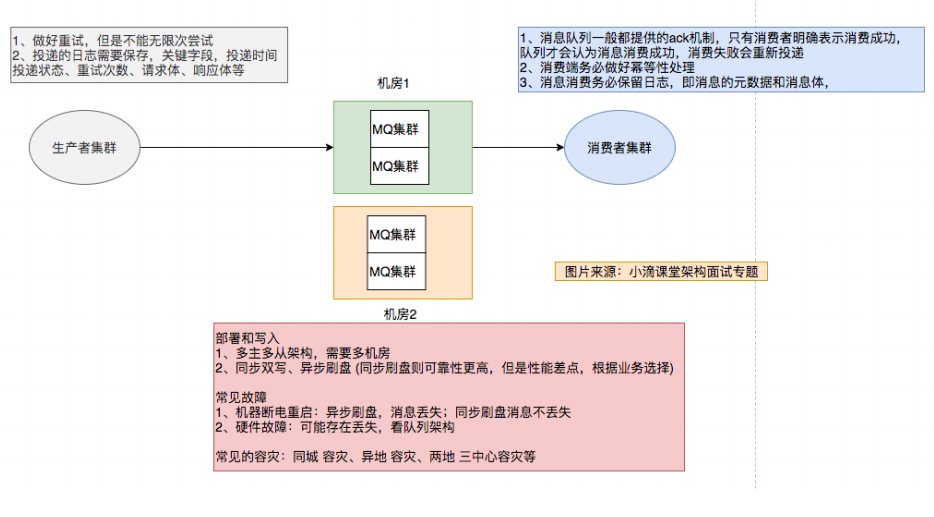 1、做好重试，但是不能无限次尝试
2、投递的日志需要保存，关键字段，投递时间
投递状态、重试次数、请求体、响应体等
1、消息队列一般都提供的ack机制，只有消费者明确表示消费成功，
队列才会认为消息消费成功，消费失败会重新投递
2、消费端务必做好幂等性处理
3、消息消费务必保留日志，即消息的元数据和消息体，
机房1
生产者集群
MQ集群
MQ集群
消费者集群
MQ集群
MQ集群
图片来源：小滴课堂架构面试专题
机房2
部署和写入
1、多主多从架构，需要多机房
2、同步双写、异步刷盘 (同步刷盘则可靠性更高，但是性能差点，根据业务选择)
常见故障
1、机器断电重启：异步刷盘，消息丢失；同步刷盘消息不丢失
2、硬件故障：可能存在丢失，看队列架构
常见的容灾：同城 容灾、异地 容灾、两地 三中心容灾等